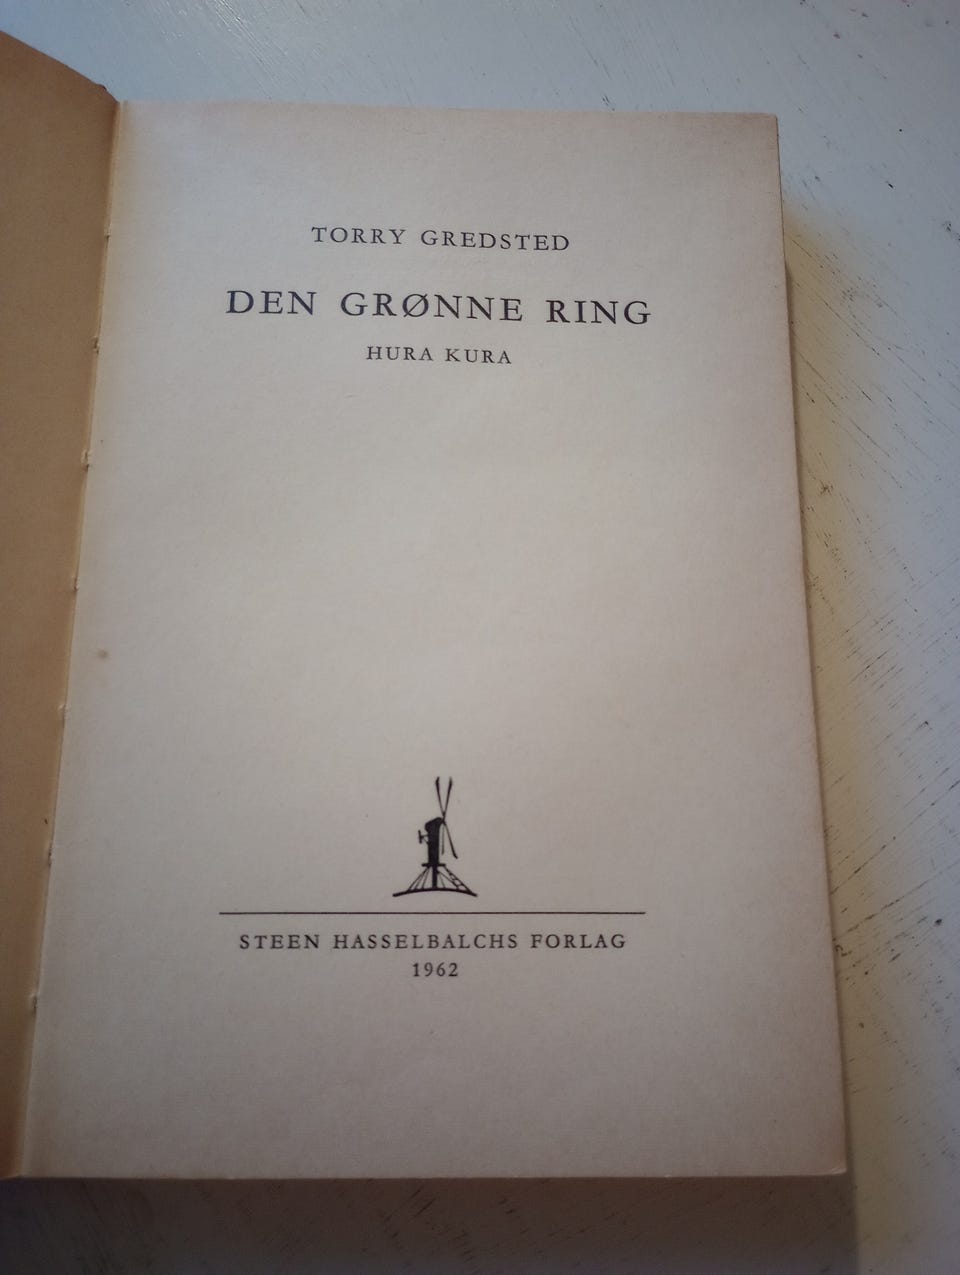 TORRY GREDSTED
DEN GRØNNE RING
HURA KURA
STEEN HASSELBALCHS FORLAG
1962